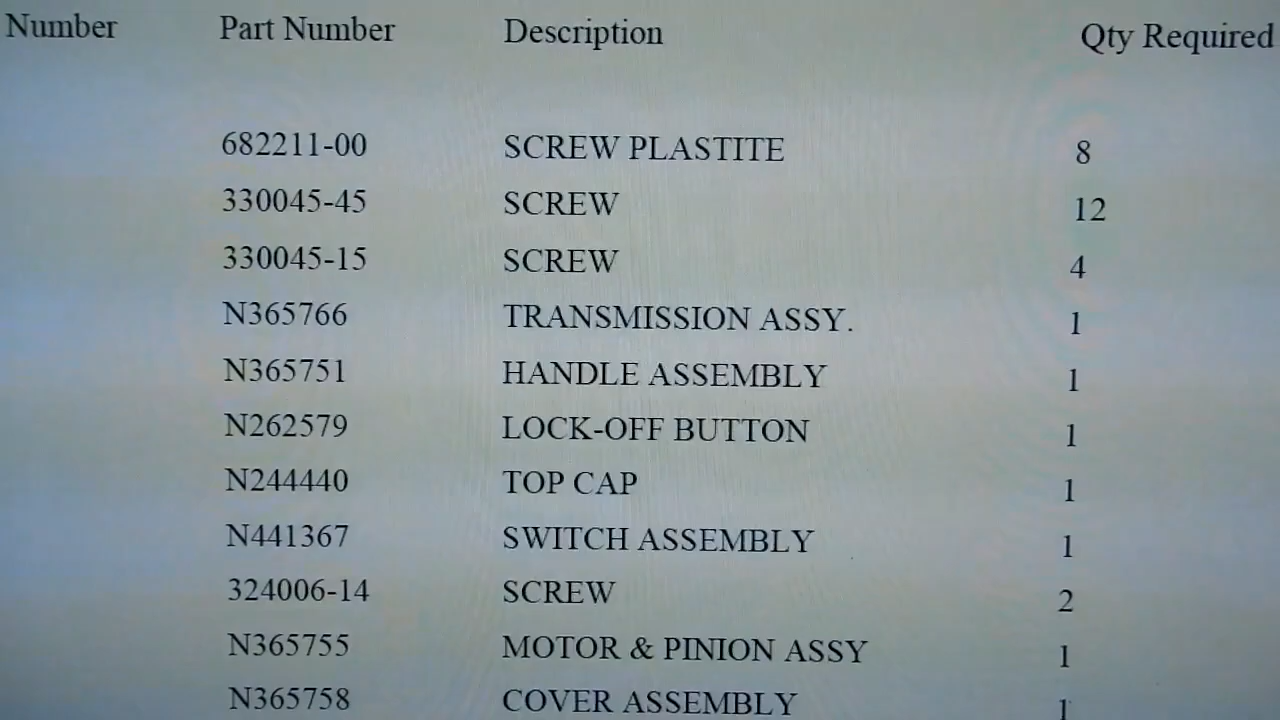 Number Part Number Description Qty Required
682211-00 SCREW PLASTITE 8
330045-45 SCREW 12
330045-15 SCREW 4
N365766 TRANSMISSION ASSY. 1
N365751 HANDLE ASSEMBLY 1
N262579 LOCK-OFF BUTTON 1
N244440 TOP CAP 1
N441367 SWITCH ASSEMBLY 1
324006-14 SCREW 2
N365755 MOTOR & PINION ASSY 1
N365758 COVER ASSEMBLY 1